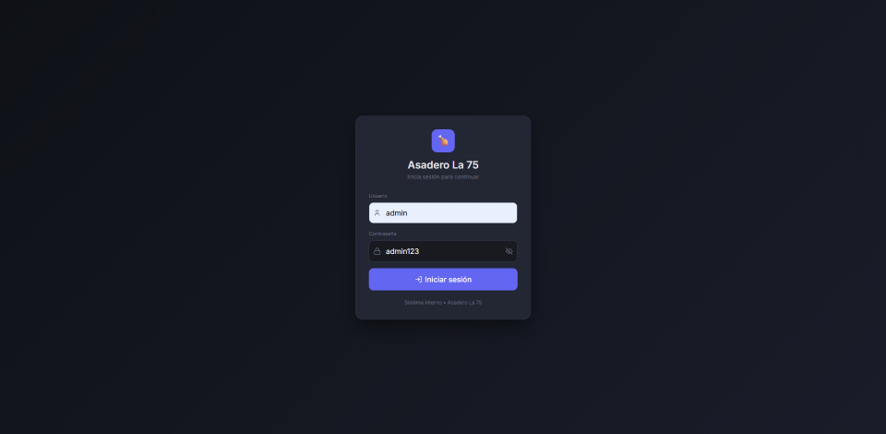 Asadero La 75
Inicia sesión para continuar
Usuario
admin
Contraseña
admin123
Iniciar sesión
Sistema interno • Asadero La 75